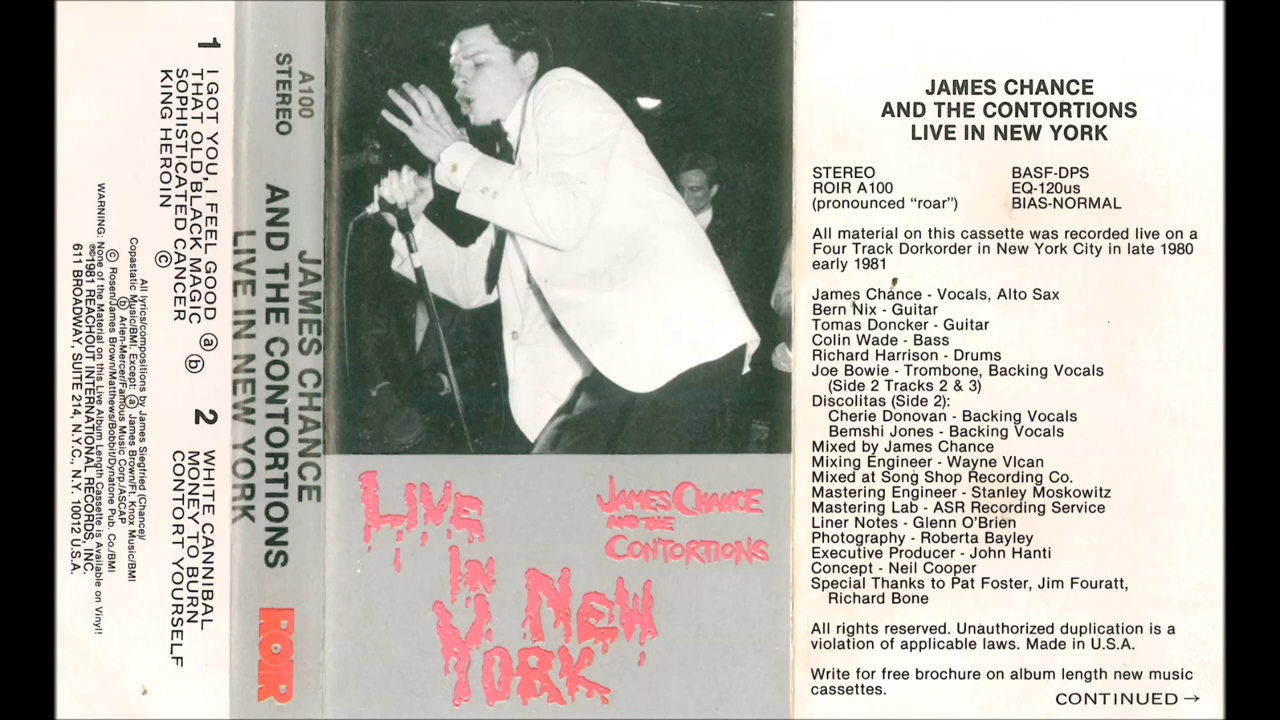 1
I GOT YOU, I FEEL GOOD ⓐ
THAT OLD BLACK MAGIC ⓑ
SOPHISTICATED CANCER
KING HEROIN ⓒ
2
WHITE CANNIBAL
MONEY TO BURN
CONTORT YOURSELF
All lyrics/compositions by James Siegfried (Chance)/
Copastatic Music/BMI. Except: ⓐ James Brown/Ft. Knox Music/BMI
ⓑ Arlen-Mercer/Famous Music Corp./ASCAP
ⓒ Rosen/James Brown/Matthews/Bobbit/Dynatone Pub. Co/BMI
WARNING: None of the Material on this Live Album Length Cassette is Available on Vinyl!
©℗1981 REACHOUT INTERNATIONAL RECORDS, INC.
611 BROADWAY, SUITE 214, N.Y.C., N.Y. 10012 U.S.A.
A100
STEREO
JAMES CHANCE
AND THE CONTORTIONS
LIVE IN NEW YORK
ROIR
LIVE
IN
NEW
YORK
JAMES CHANCE
AND THE
CONTORTIONS
JAMES CHANCE
AND THE CONTORTIONS
LIVE IN NEW YORK
STEREO BASF-DPS
ROIR A100 EQ-120us
(pronounced “roar”) BIAS-NORMAL
All material on this cassette was recorded live on a
Four Track Dorkorder in New York City in late 1980
early 1981
James Chance - Vocals, Alto Sax
Bern Nix - Guitar
Tomas Doncker - Guitar
Colin Wade - Bass
Richard Harrison - Drums
Joe Bowie - Trombone, Backing Vocals
(Side 2 Tracks 2 & 3)
Discolitas (Side 2):
Cherie Donovan - Backing Vocals
Bemshi Jones - Backing Vocals
Mixed by James Chance
Mixing Engineer - Wayne Vlcan
Mixed at Song Shop Recording Co.
Mastering Engineer - Stanley Moskowitz
Mastering Lab - ASR Recording Service
Liner Notes - Glenn O’Brien
Photography - Roberta Bayley
Executive Producer - John Hanti
Concept - Neil Cooper
Special Thanks to Pat Foster, Jim Fouratt,
Richard Bone
All rights reserved. Unauthorized duplication is a
violation of applicable laws. Made in U.S.A.
Write for free brochure on album length new music
cassettes.
CONTINUED →